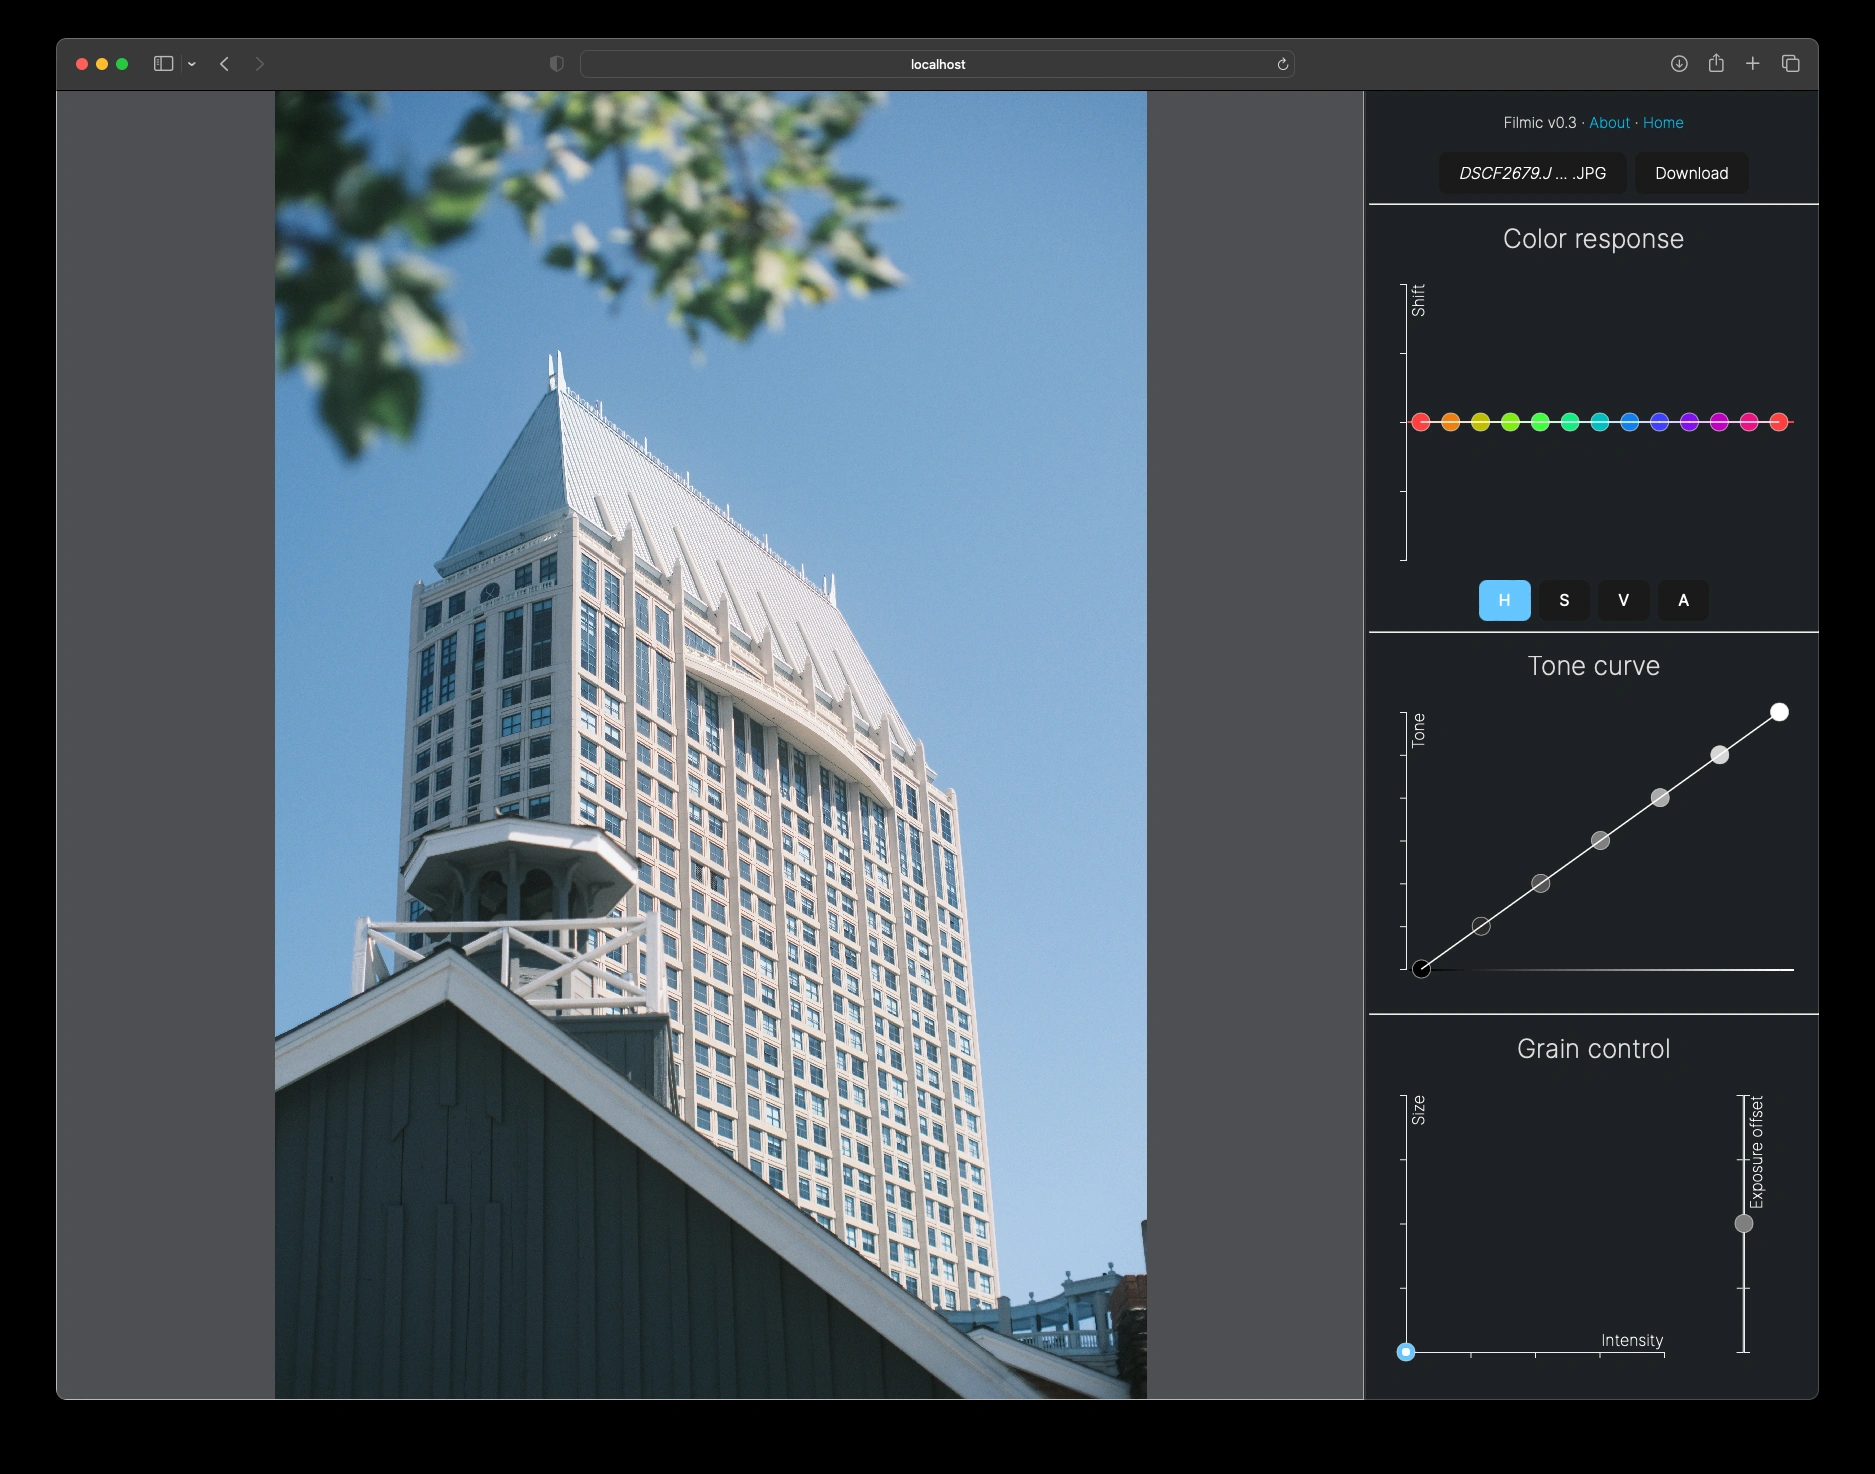 localhost
Filmic v0.3 · About · Home
DSCF2679.J ... .JPG
Download
Color response
Shift
H S V A
Tone curve
Tone
Grain control
Size
Exposure offset
Intensity